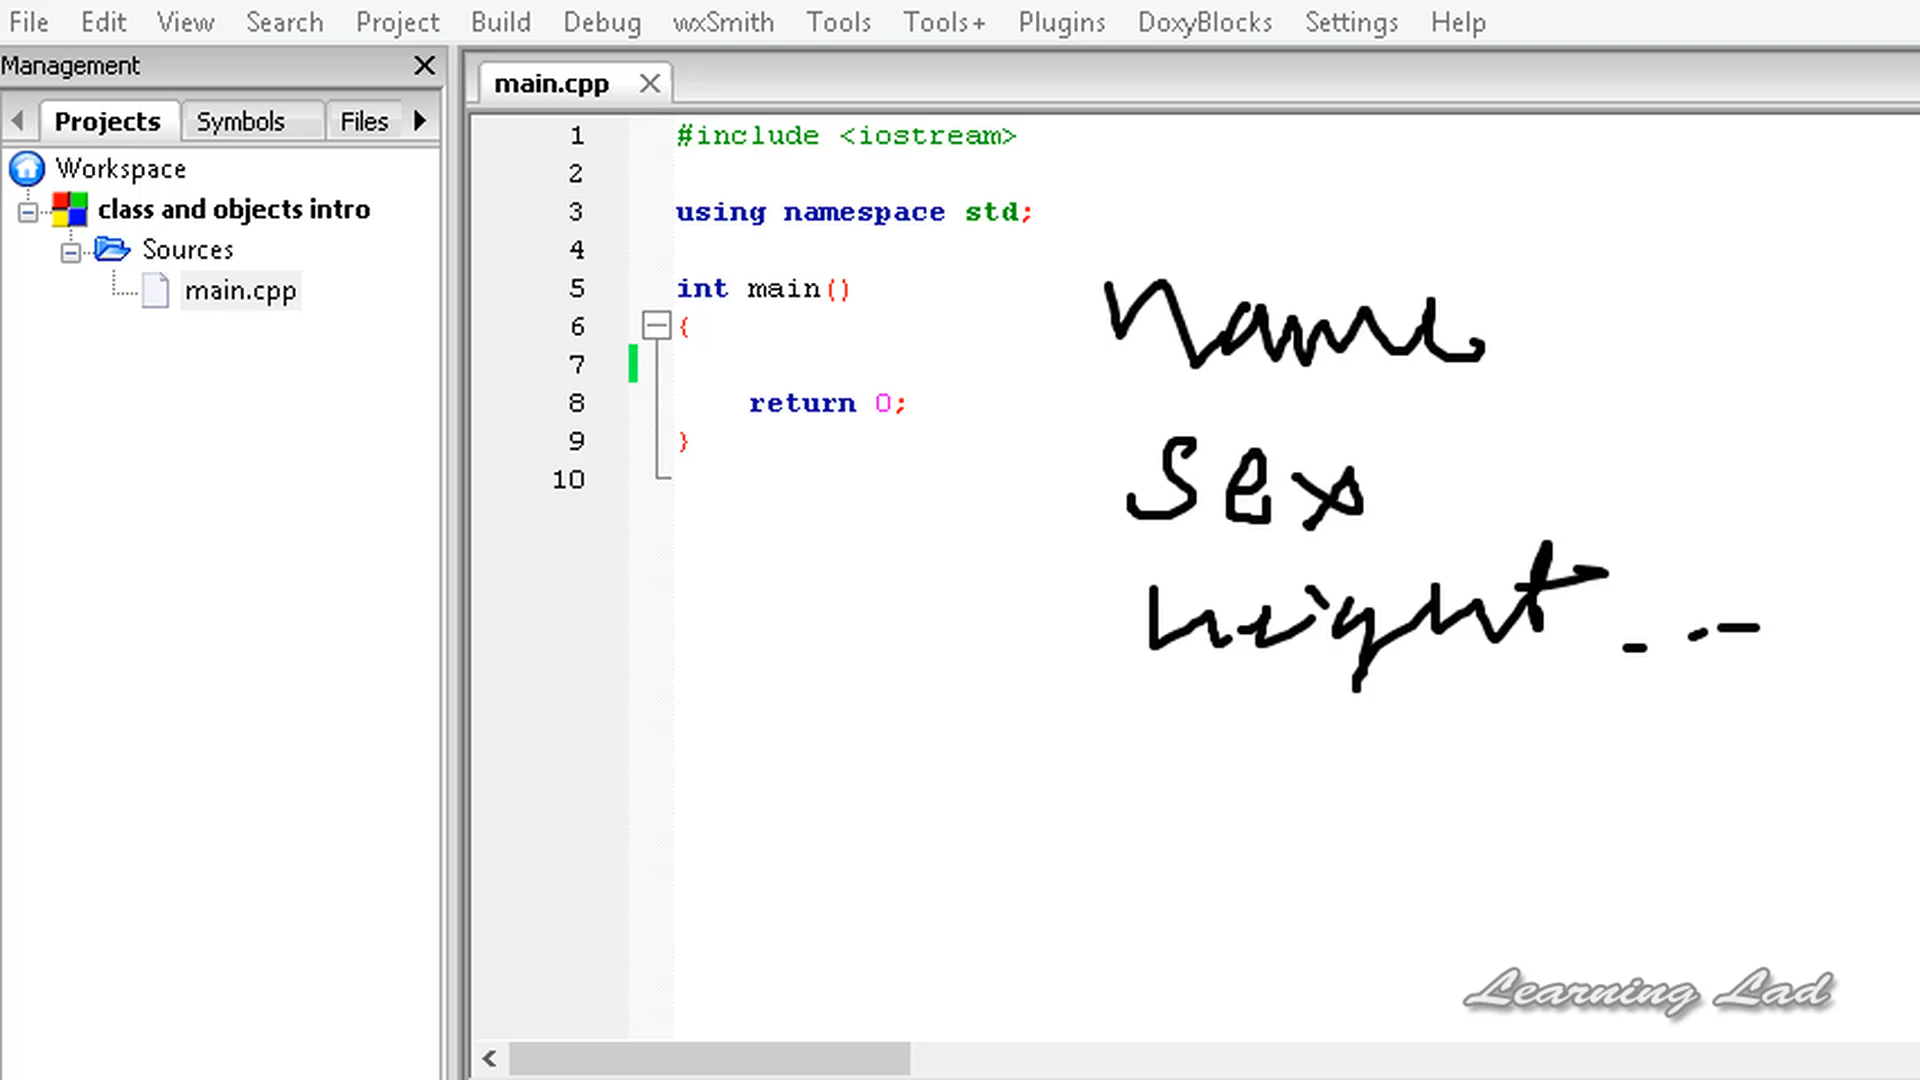 File Edit View Search Project Build Debug wxSmith Tools Tools+ Plugins DoxyBlocks Settings Help
Management
main.cpp
Projects Symbols Files
Workspace
class and objects intro
Sources
main.cpp
1 #include <iostream>
2
3 using namespace std;
4
5 int main()
6 {
7
8 return 0;
9 }
10
Name
Sex
height . . -
Learning Lad